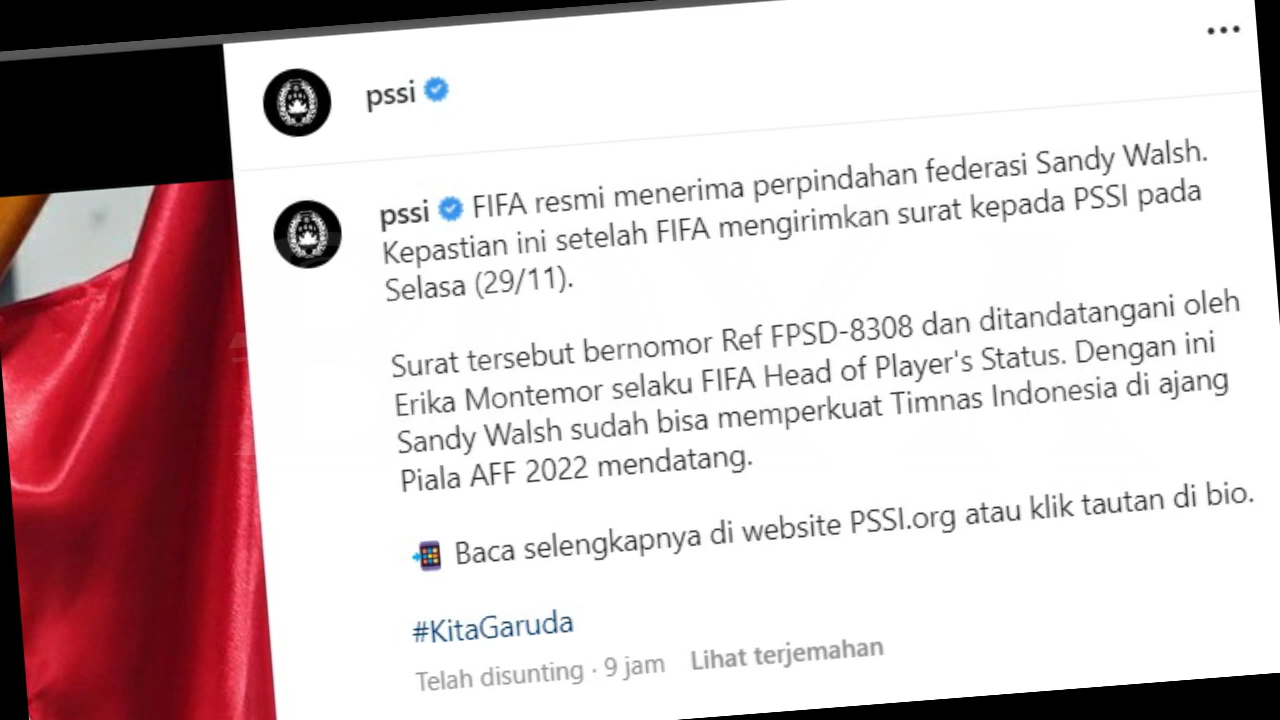 pssi
pssi FIFA resmi menerima perpindahan federasi Sandy Walsh.
Kepastian ini setelah FIFA mengirimkan surat kepada PSSI pada
Selasa (29/11).
Surat tersebut bernomor Ref FPSD-8308 dan ditandatangani oleh
Erika Montemor selaku FIFA Head of Player's Status. Dengan ini
Sandy Walsh sudah bisa memperkuat Timnas Indonesia di ajang
Piala AFF 2022 mendatang.
📲 Baca selengkapnya di website PSSI.org atau klik tautan di bio.
#KitaGaruda
Telah disunting · 9 jam Lihat terjemahan